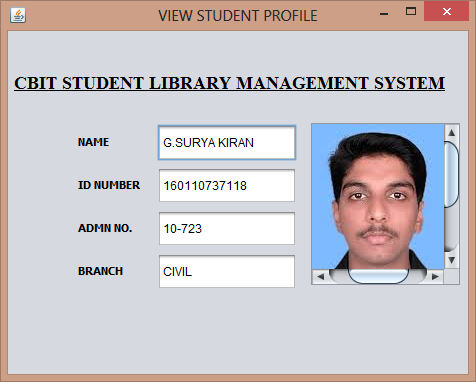 VIEW STUDENT PROFILE
CBIT STUDENT LIBRARY MANAGEMENT SYSTEM
NAME G.SURYA KIRAN
ID NUMBER 160110737118
ADMN NO. 10-723
BRANCH CIVIL